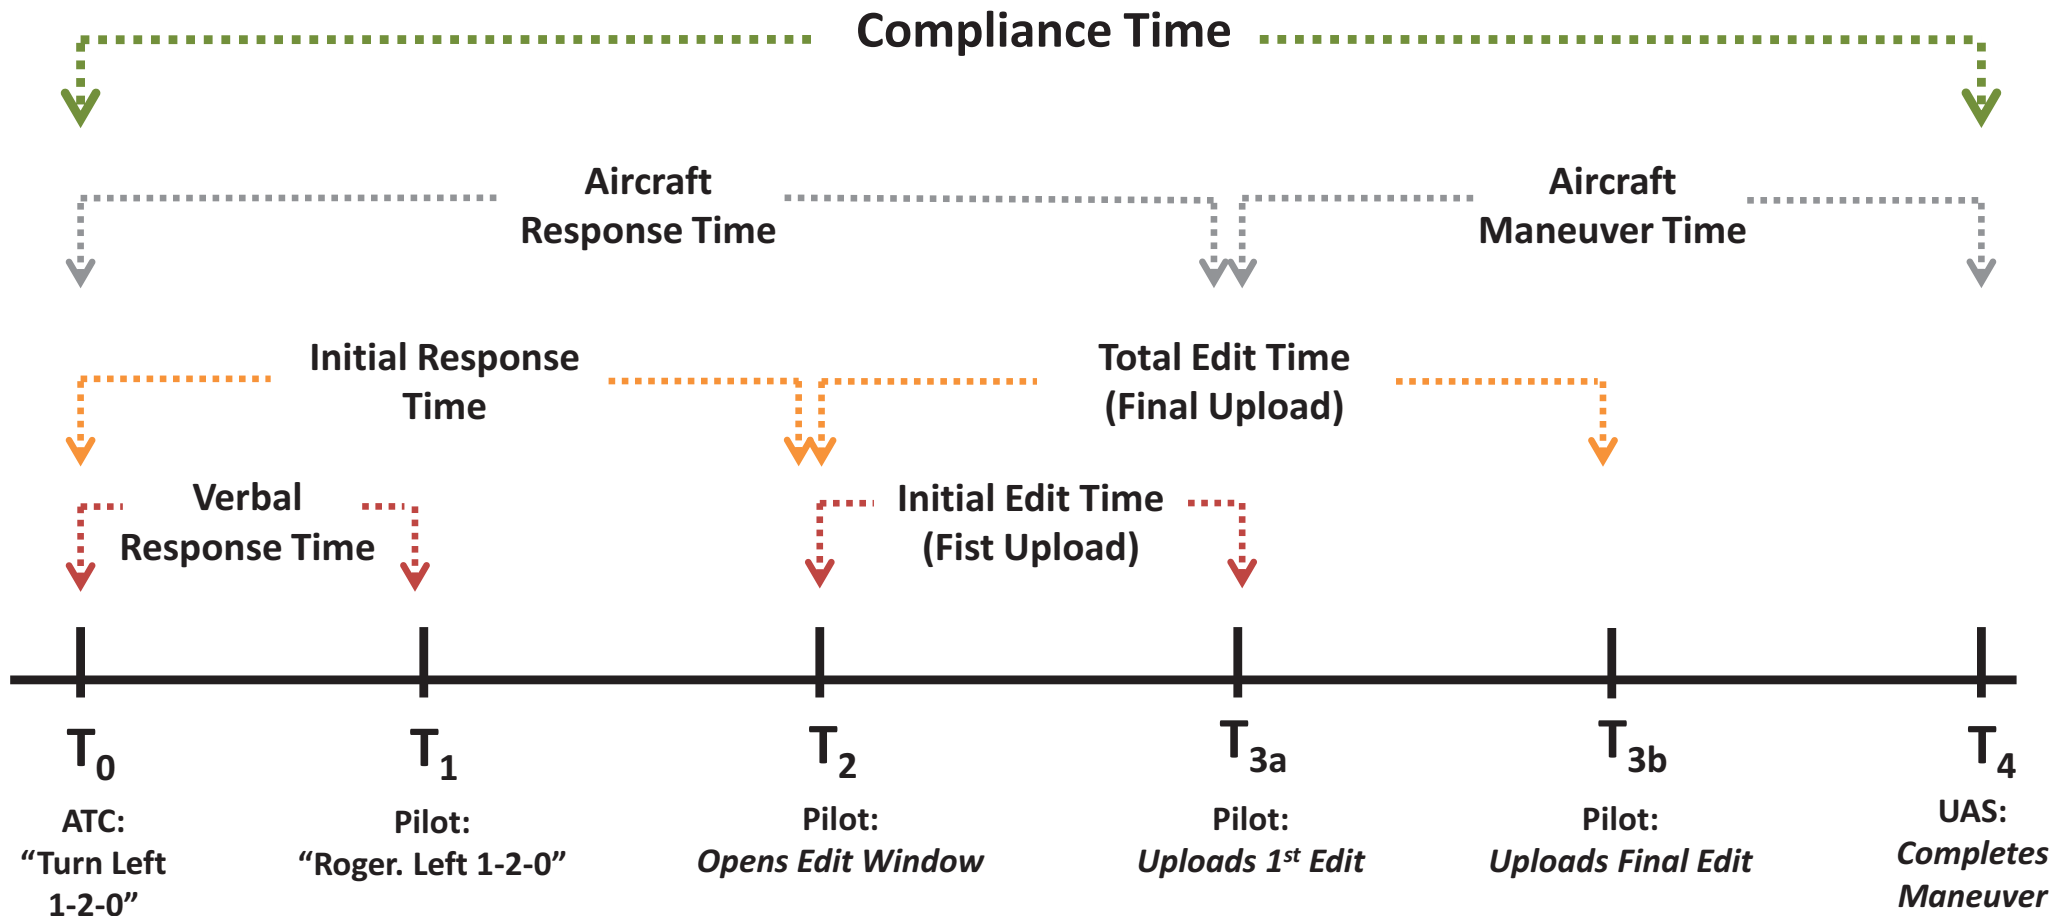 Compliance Time
Aircraft
Response Time
Aircraft
Maneuver Time
Initial Response
Time
Total Edit Time
(Final Upload)
Verbal
Response Time
Initial Edit Time
(Fist Upload)
T0
T1
T2
T3a
T3b
T4
ATC:
“Turn Left
1-2-0”
Pilot:
“Roger. Left 1-2-0”
Pilot:
Opens Edit Window
Pilot:
Uploads 1st Edit
Pilot:
Uploads Final Edit
UAS:
Completes
Maneuver